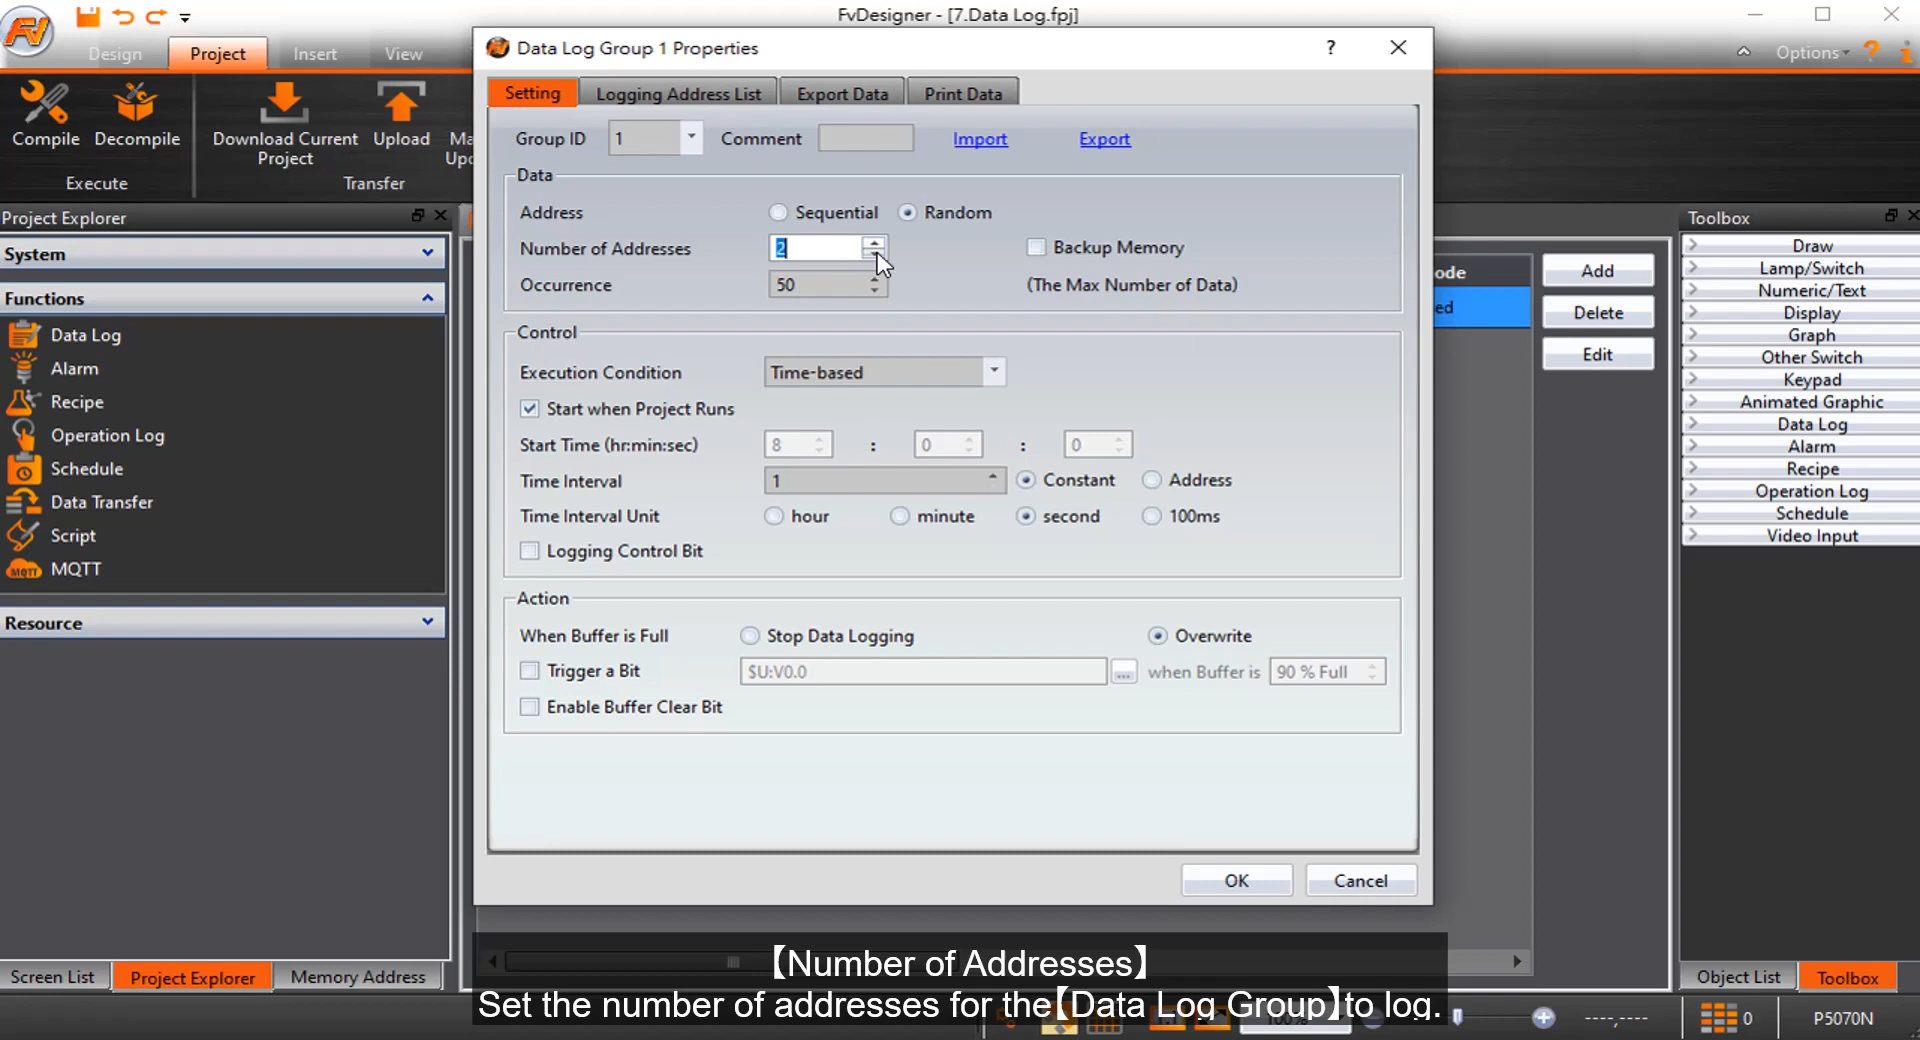 FvDesigner - [7.Data Log.fpj]
Design
Project
Insert
View
Options
Compile
Decompile
Download Current
Project
Upload
Execute
Transfer
Project Explorer
System
Functions
Data Log
Alarm
Recipe
Operation Log
Schedule
Data Transfer
Script
MQTT
Resource
Screen List
Project Explorer
Memory Address
Data Log Group 1 Properties
Setting
Logging Address List
Export Data
Print Data
Group ID 1 Comment Import Export
Data
Address Sequential Random
Number of Addresses 2 Backup Memory
Occurrence 50 (The Max Number of Data)
Control
Execution Condition Time-based
Start when Project Runs
Start Time (hr:min:sec) 8 : 0 : 0
Time Interval 1 Constant Address
Time Interval Unit hour minute second 100ms
Logging Control Bit
Action
When Buffer is Full Stop Data Logging Overwrite
Trigger a Bit $U:V0.0 ... when Buffer is 90 % Full
Enable Buffer Clear Bit
OK
Cancel
Add
Delete
Edit
Toolbox
Draw
Lamp/Switch
Numeric/Text
Display
Graph
Other Switch
Keypad
Animated Graphic
Data Log
Alarm
Recipe
Operation Log
Schedule
Video Input
Object List
Toolbox
【Number of Addresses】
Set the number of addresses for the【Data Log Group】to log.
----,----
0
P5070N